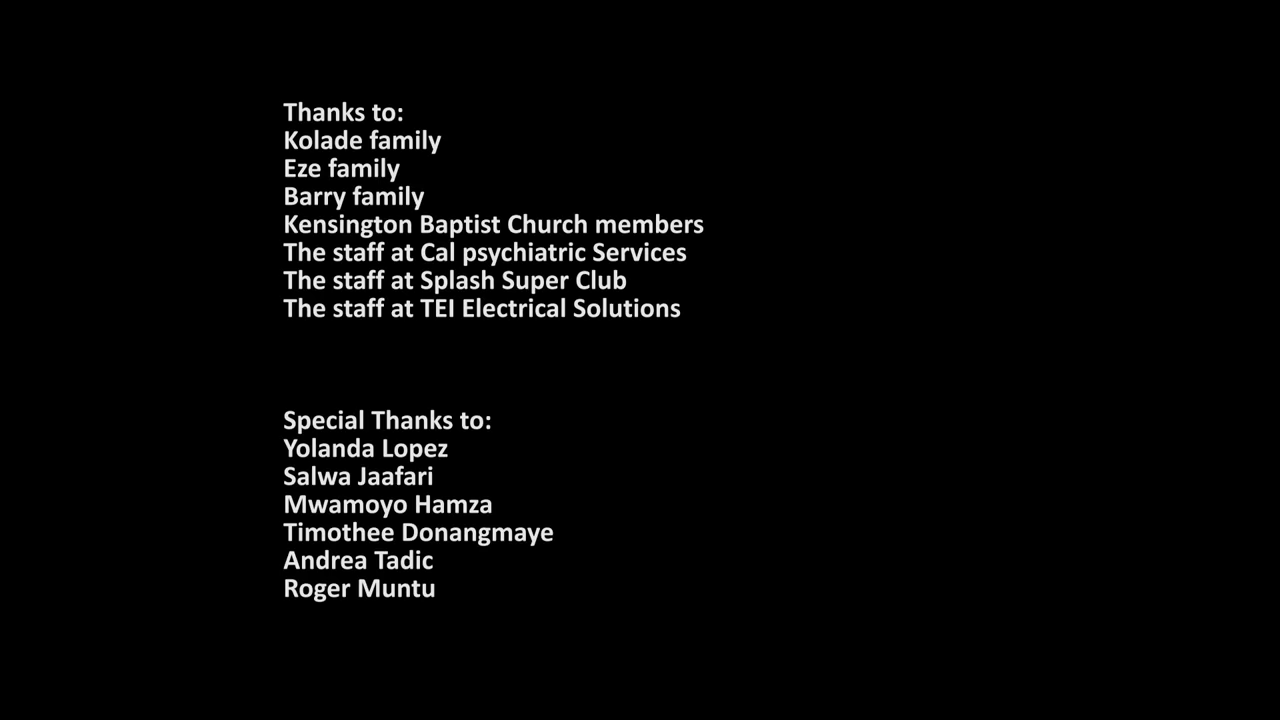 Thanks to:
Kolade family
Eze family
Barry family
Kensington Baptist Church members
The staff at Cal psychiatric Services
The staff at Splash Super Club
The staff at TEI Electrical Solutions
Special Thanks to:
Yolanda Lopez
Salwa Jaafari
Mwamoyo Hamza
Timothee Donangmaye
Andrea Tadic
Roger Muntu